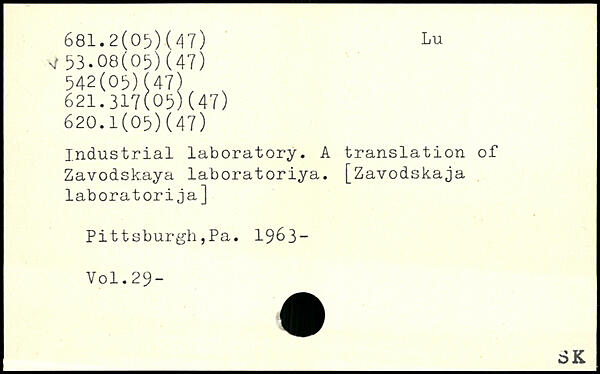 681.2(05)(47) Lu
✓ 53.08(05)(47)
542(05)(47)
621.317(05)(47)
620.1(05)(47)
Industrial laboratory. A translation of
Zavodskaya laboratoriya. [Zavodskaja
laboratorija]
Pittsburgh,Pa. 1963-
Vol.29-
SK